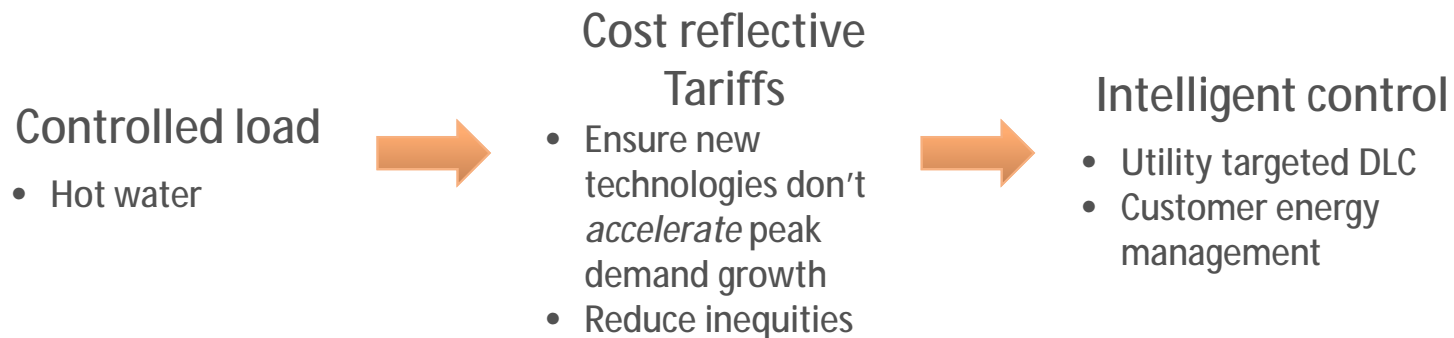 Controlled load
• Hot water
Cost reflective
Tariffs
• Ensure new
technologies don’t
accelerate peak
demand growth
• Reduce inequities
Intelligent control
• Utility targeted DLC
• Customer energy
management